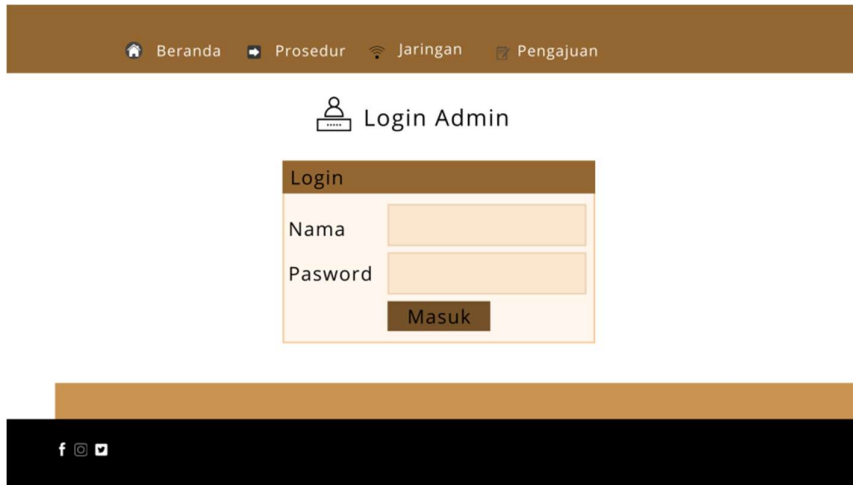 Beranda Prosedur Jaringan Pengajuan
Login Admin
Login
Nama
Pasword
Masuk